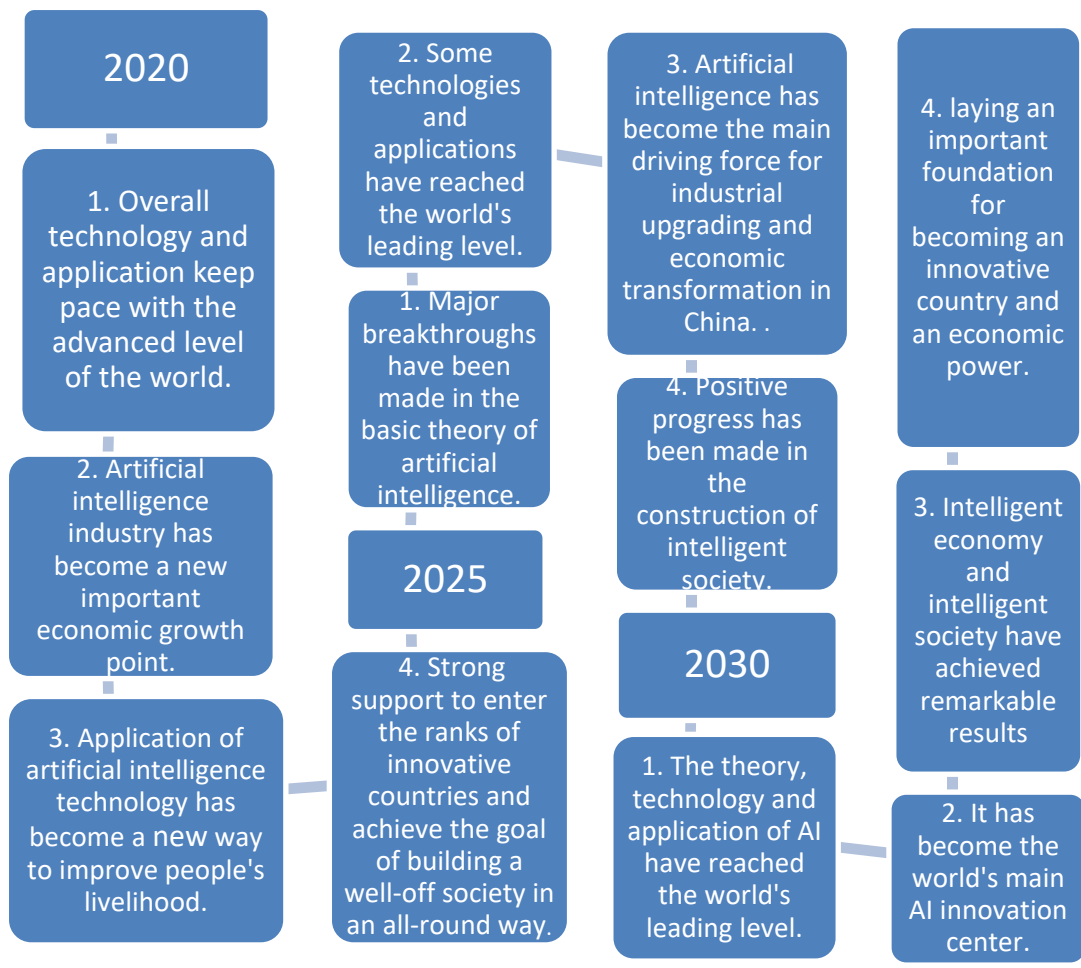 2020
1. Overall
technology and
application keep
pace with the
advanced level
of the world.
2. Artificial
intelligence
industry has
become a new
important
economic growth
point.
3. Application of
artificial intelligence
technology has
become a new way
to improve people's
livelihood.
4. Strong
support to enter
the ranks of
innovative
countries and
achieve the goal
of building a
well-off society in
an all-round way.
2025
1. Major
breakthroughs
have been
made in the
basic theory of
artificial
intelligence.
2. Some
technologies
and
applications
have reached
the world's
leading level.
3. Artificial
intelligence has
become the main
driving force for
industrial
upgrading and
economic
transformation in
China. .
4. Positive
progress has
been made in
the
construction of
intelligent
society.
2030
1. The theory,
technology and
application of AI
have reached
the world's
leading level.
2. It has
become the
world's main
AI innovation
center.
3. Intelligent
economy
and
intelligent
society have
achieved
remarkable
results
4. laying an
important
foundation
for
becoming an
innovative
country and
an economic
power.